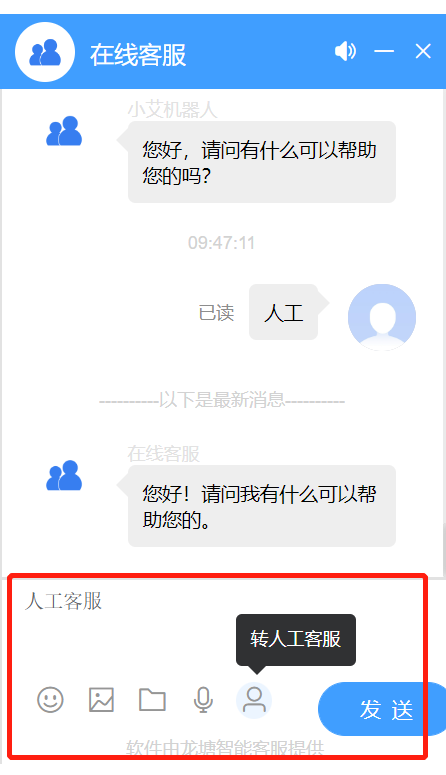 在线客服
小艾机器人
您好，请问有什么可以帮助
您的吗？
09:47:11
已读
人工
----------以下是最新消息----------
在线客服
您好！请问我有什么可以帮
助您的。
人工客服
转人工客服
发 送
软件由龙塘智能客服提供